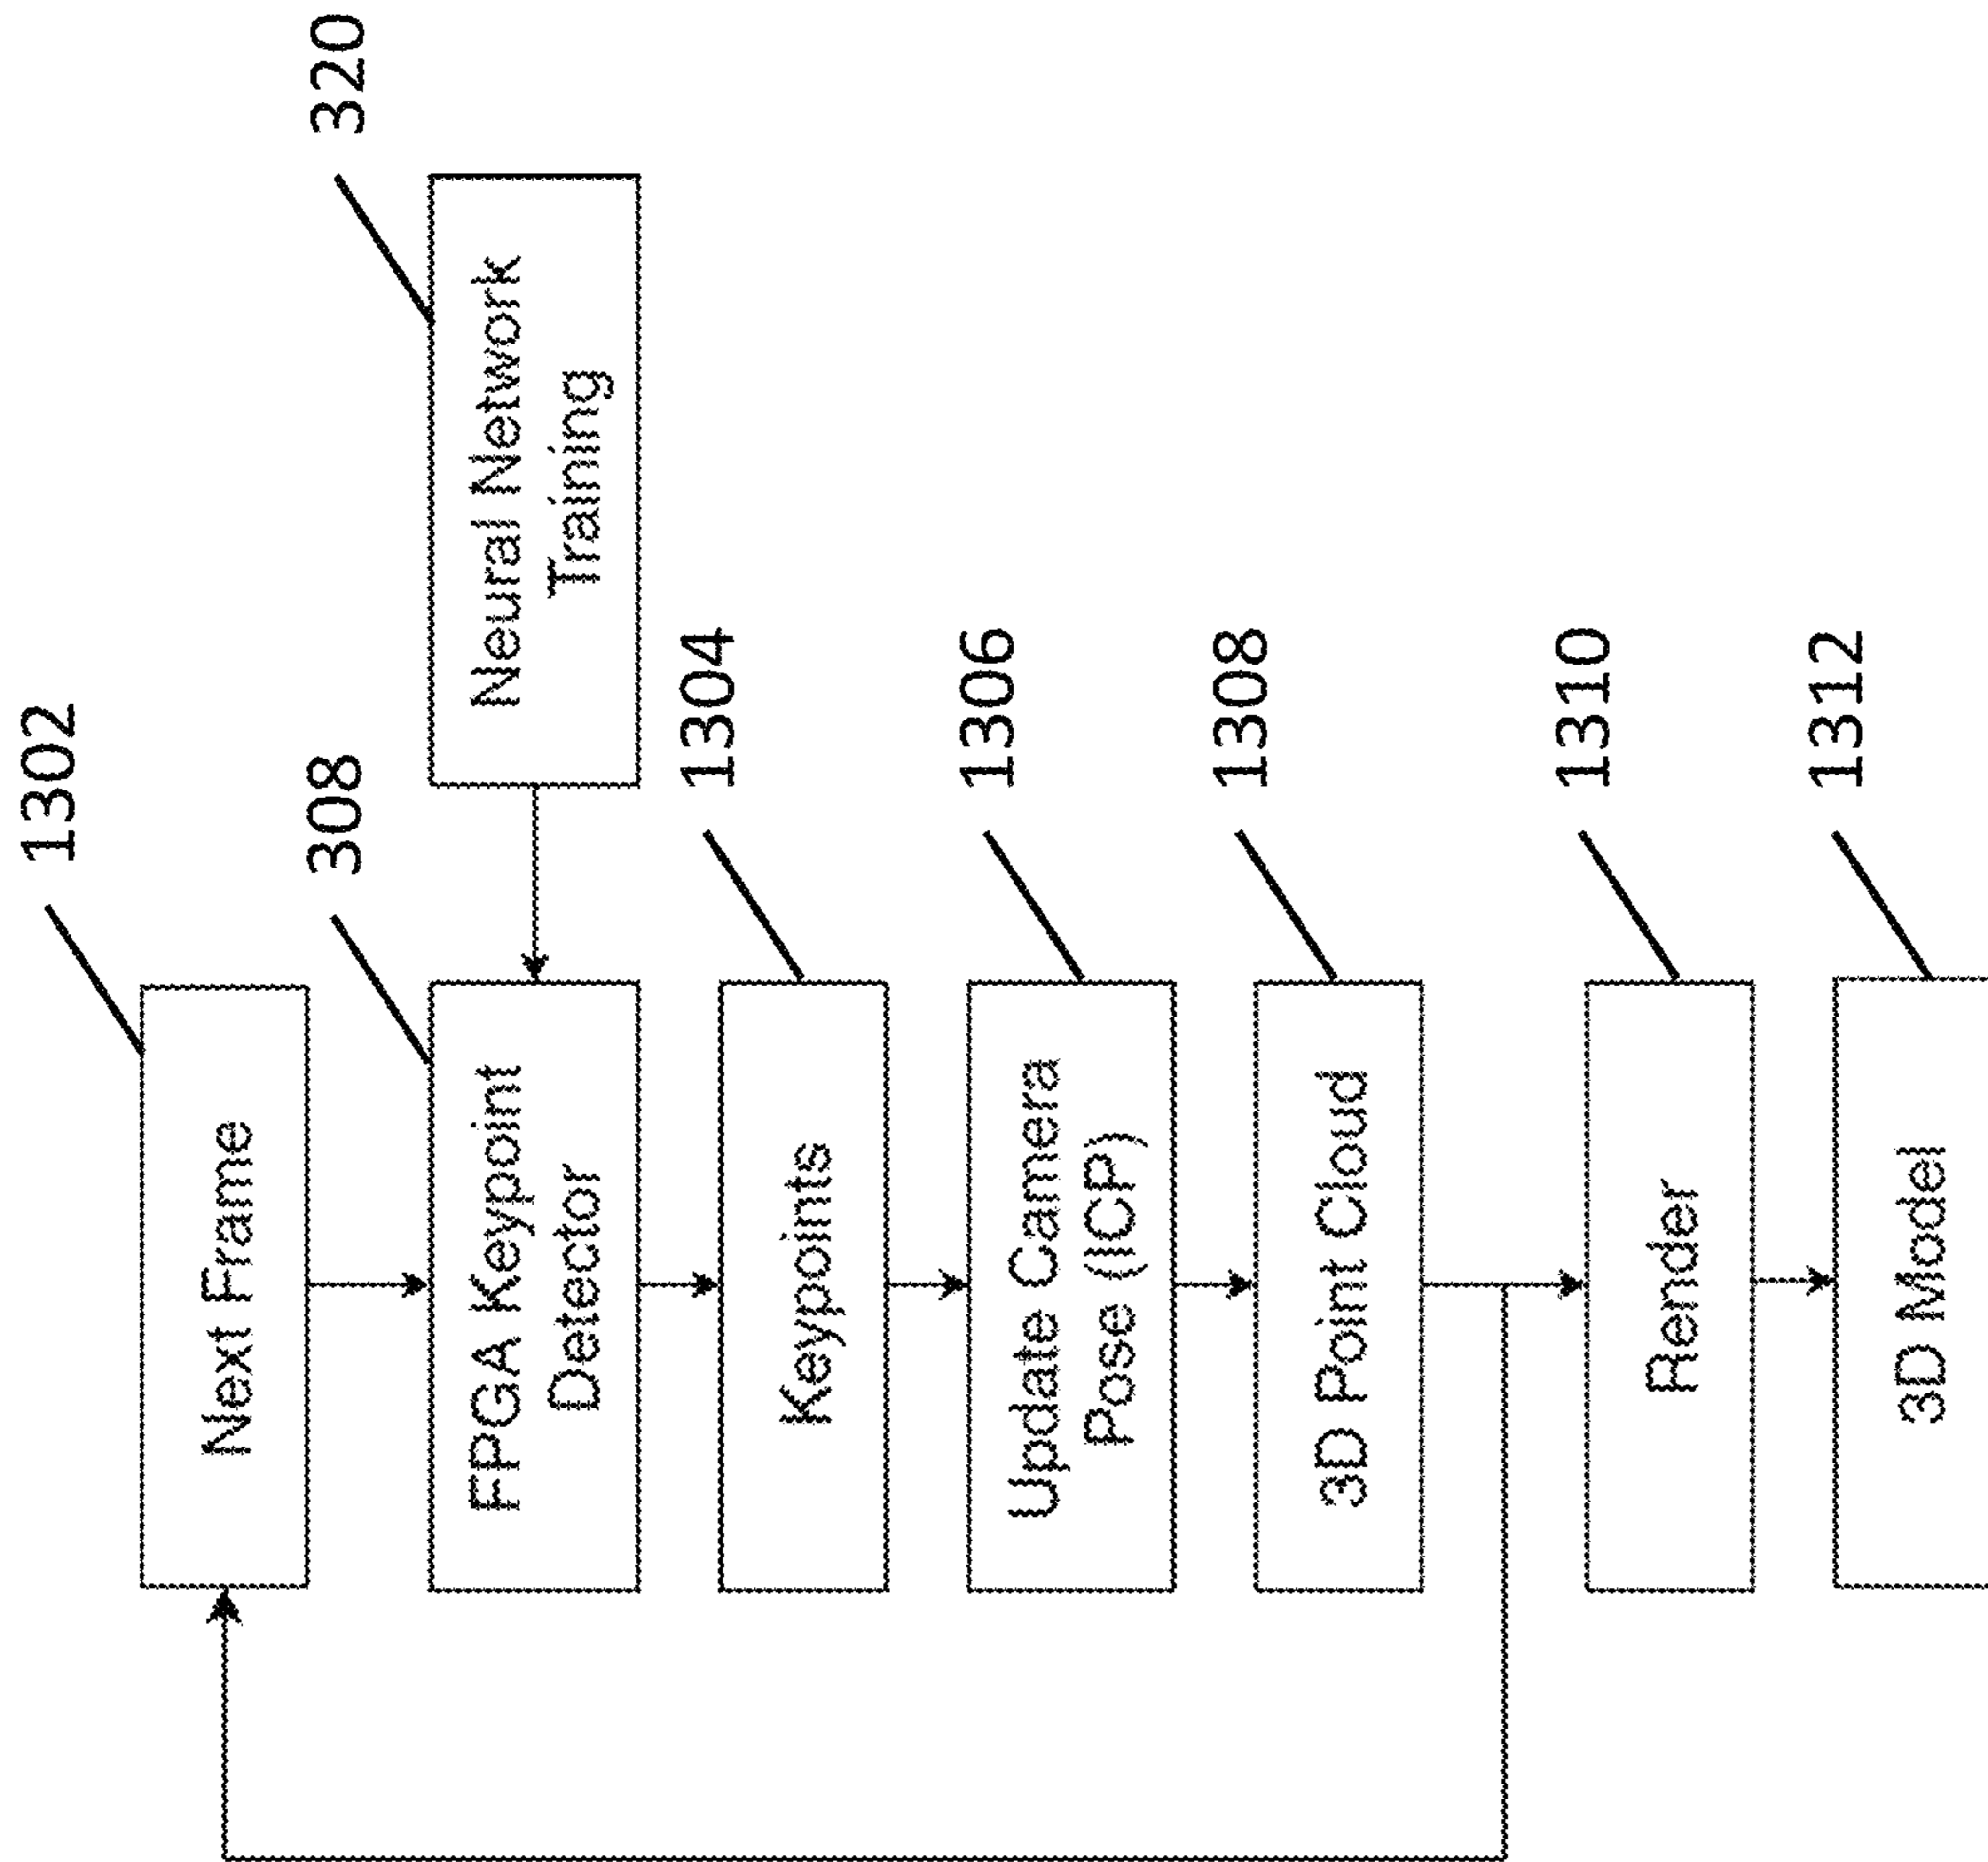 1302
Next Frame
308
FPGA Keypoint
Detector
320
Neural Network
Training
1304
Keypoints
1306
Update Camera
Pose (ICP)
1308
3D Point Cloud
1310
Render
1312
3D Model